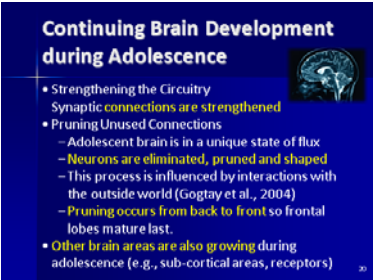 Continuing Brain Development
during Adolescence
• Strengthening the Circuitry
Synaptic connections are strengthened
• Pruning Unused Connections
– Adolescent brain is in a unique state of flux
– Neurons are eliminated, pruned and shaped
– This process is influenced by interactions with
the outside world (Gogtay et al., 2004)
– Pruning occurs from back to front so frontal
lobes mature last.
• Other brain areas are also growing during
adolescence (e.g., sub-cortical areas, receptors)
20